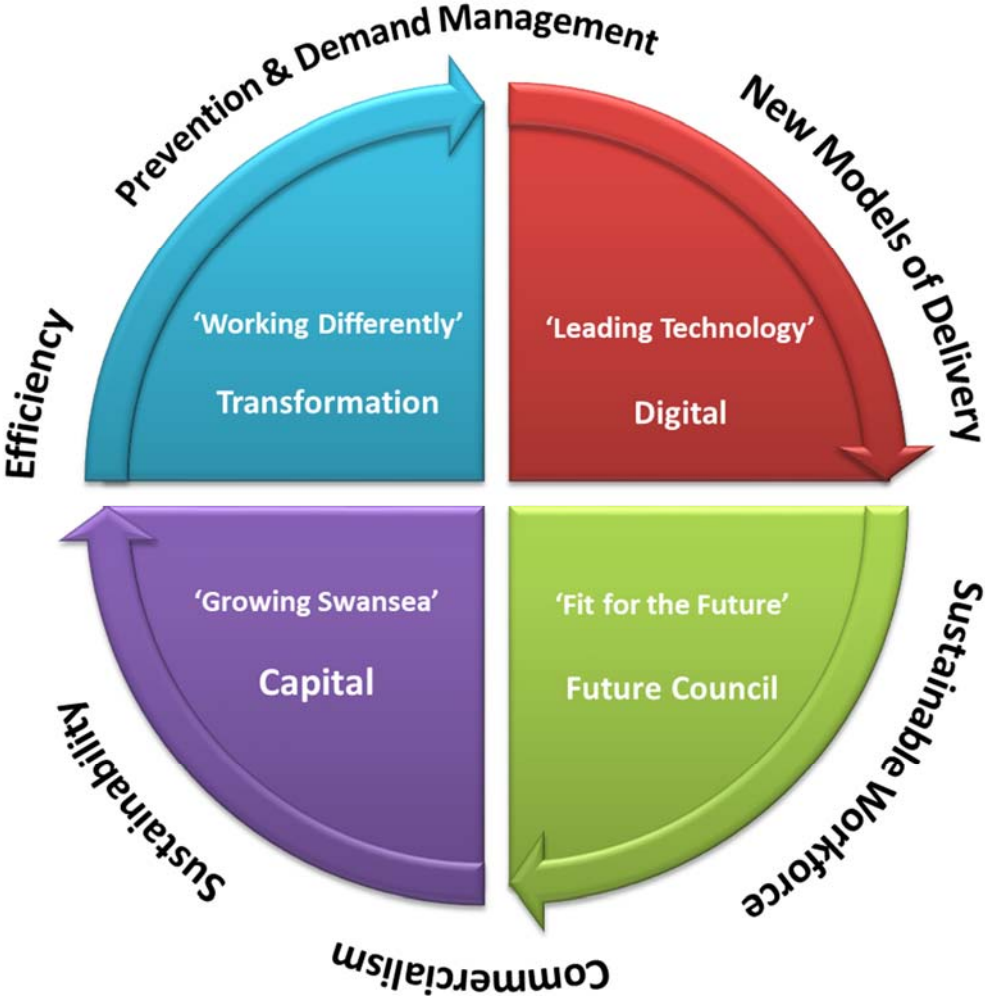 Prevention & Demand Management
New Models of Delivery
Efficiency
‘Working Differently’
Transformation
‘Leading Technology’
Digital
‘Growing Swansea’
Capital
‘Fit for the Future’
Future Council
Sustainable Workforce
Sustainability
Commercialism